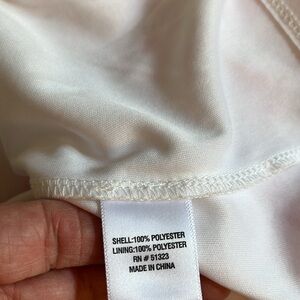 SHELL:100% POLYESTER
LINING:100% POLYESTER
RN # 51323
MADE IN CHINA